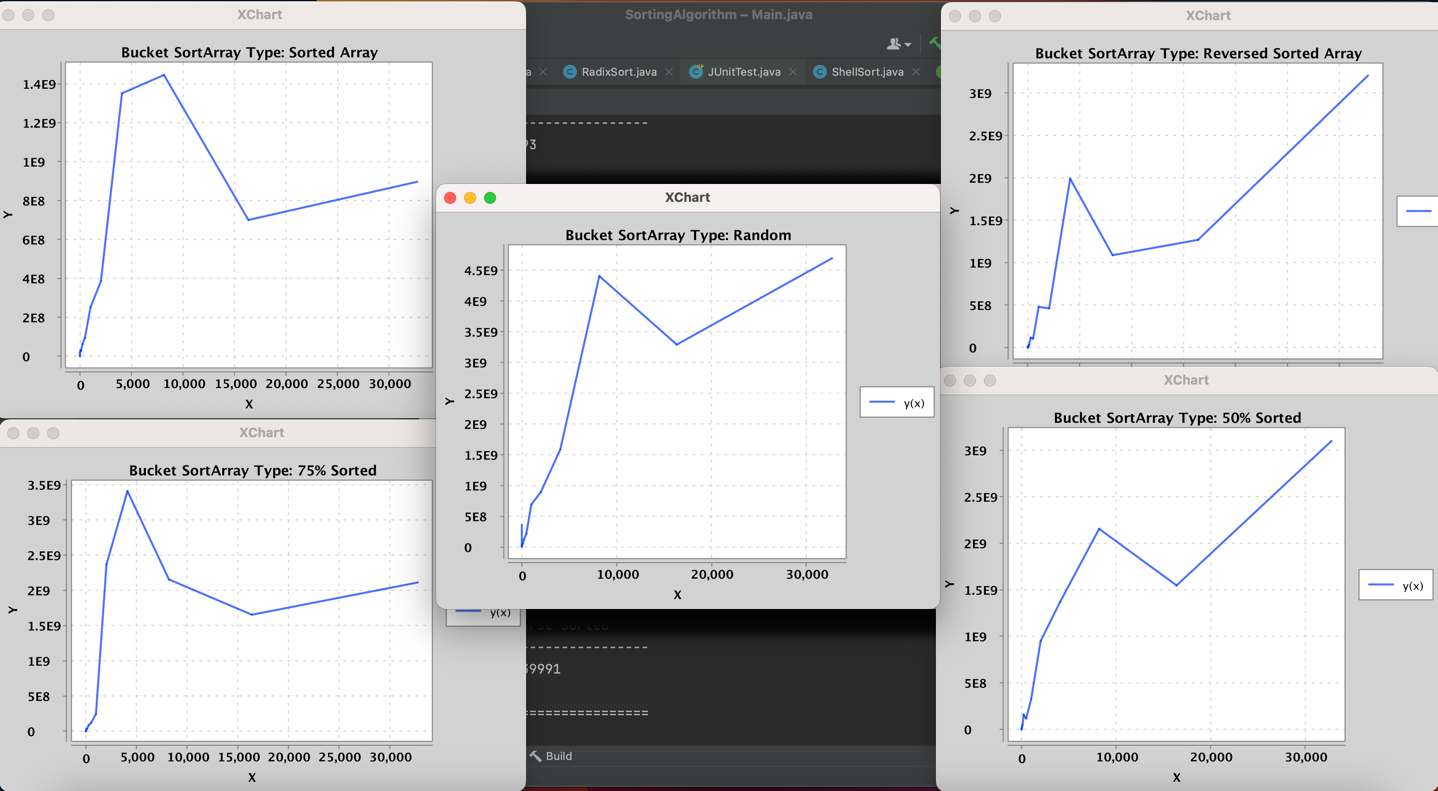 XChart
Bucket SortArray Type: Sorted Array
1.4E9
1.2E9
1E9
8E8
6E8
4E8
2E8
0
Y
0 5,000 10,000 15,000 20,000 25,000 30,000
X
SortingAlgorithm – Main.java
a RadixSort.java JUnitTest.java ShellSort.java
----------------
93
XChart
Bucket SortArray Type: Reversed Sorted Array
3E9
2.5E9
2E9
1.5E9
1E9
5E8
0
Y
XChart
Bucket SortArray Type: Random
4.5E9
4E9
3.5E9
3E9
2.5E9
2E9
1.5E9
1E9
5E8
0
Y
0 10,000 20,000 30,000
X
y(x)
XChart
Bucket SortArray Type: 75% Sorted
3.5E9
3E9
2.5E9
2E9
1.5E9
1E9
5E8
0
Y
0 5,000 10,000 15,000 20,000 25,000 30,000
X
y(x)
Sorted
----------------
39991
================
Build
XChart
Bucket SortArray Type: 50% Sorted
3E9
2.5E9
2E9
1.5E9
1E9
5E8
0
Y
0 10,000 20,000 30,000
X
y(x)